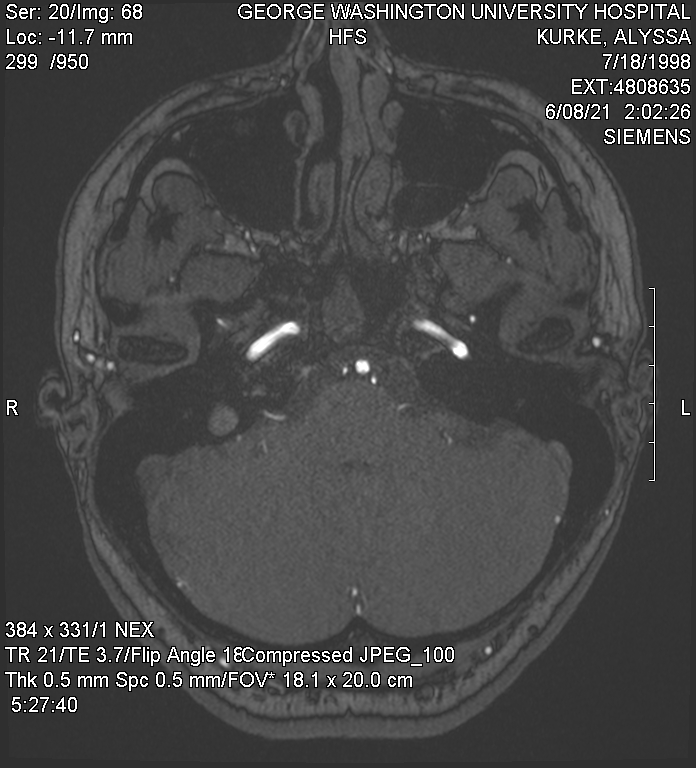 Ser: 20/Img: 68
Loc: -11.7 mm
299 /950
HFS
GEORGE WASHINGTON UNIVERSITY HOSPITAL
KURKE, ALYSSA
7/18/1998
EXT:4808635
6/08/21 2:02:26
SIEMENS
R
L
384 x 331/1 NEX
TR 21/TE 3.7/Flip Angle 18Compressed JPEG_100
Thk 0.5 mm Spc 0.5 mm/FOV* 18.1 x 20.0 cm
5:27:40